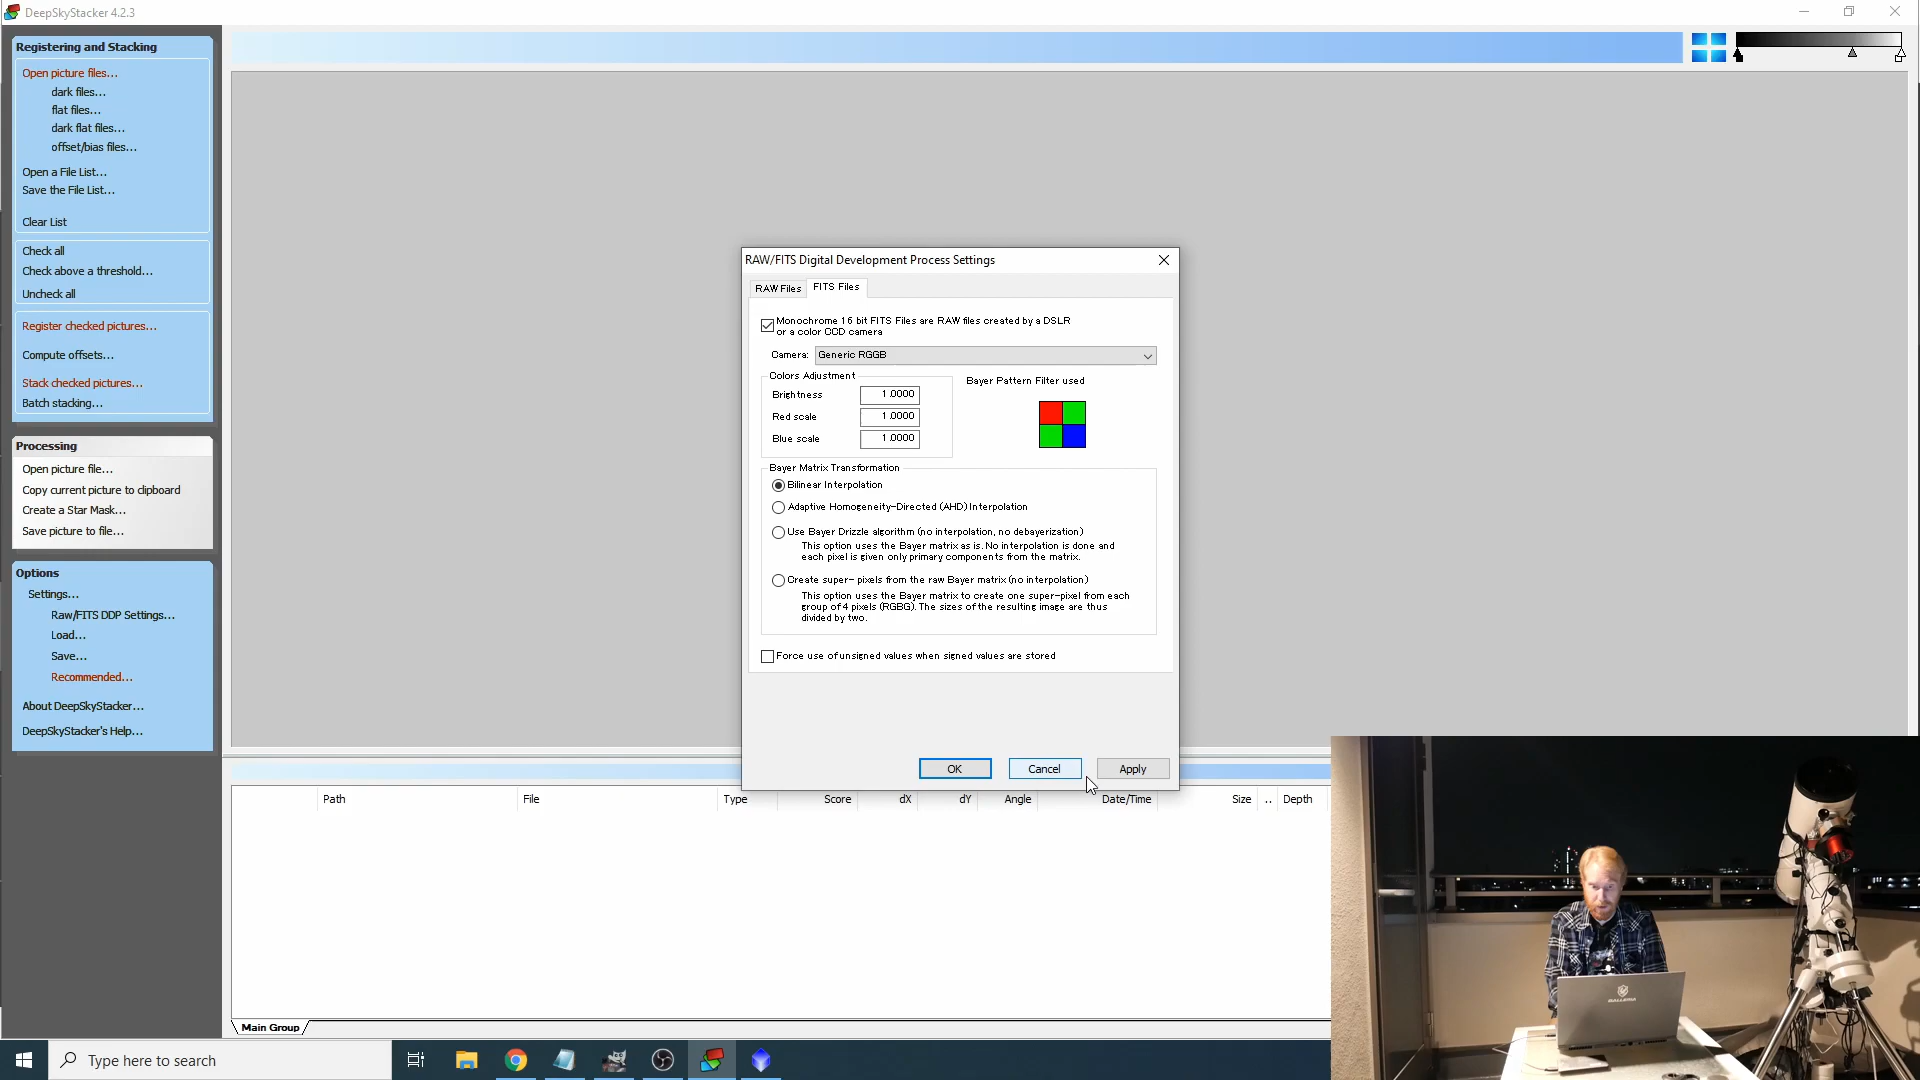 DeepSkyStacker 4.2.3
Registering and Stacking
Open picture files...
dark files...
flat files...
dark flat files...
offset/bias files...
Open a File List...
Save the File List...
Clear List
Check all
Check above a threshold...
Uncheck all
Register checked pictures...
Compute offsets...
Stack checked pictures...
Batch stacking...
Processing
Open picture file...
Copy current picture to clipboard
Create a Star Mask...
Save picture to file...
Options
Settings...
Raw/FITS DDP Settings...
Load...
Save...
Recommended...
About DeepSkyStacker...
DeepSkyStacker's Help...
RAW/FITS Digital Development Process Settings
RAW Files
FITS Files
Monochrome 16 bit FITS Files are RAW files created by a DSLR
or a color CCD camera
Camera: Generic RGGB
Colors Adjustment
Brightness 1.0000
Red scale 1.0000
Blue scale 1.0000
Bayer Pattern Filter used
Bayer Matrix Transformation
Bilinear Interpolation
Adaptive Homogeneity-Directed (AHD) Interpolation
Use Bayer Drizzle algorithm (no interpolation, no debayerization)
This option uses the Bayer matrix as is. No interpolation is done and
each pixel is given only primary components from the matrix.
Create super-pixels from the raw Bayer matrix (no interpolation)
This option uses the Bayer matrix to create one super-pixel from each
group of 4 pixels (RGBG). The sizes of the resulting image are thus
divided by two.
Force use of unsigned values when signed values are stored
OK
Cancel
Apply
Path File Type Score dX dY Angle Date/Time Size .. Depth
Main Group
Type here to search
GALLERIA